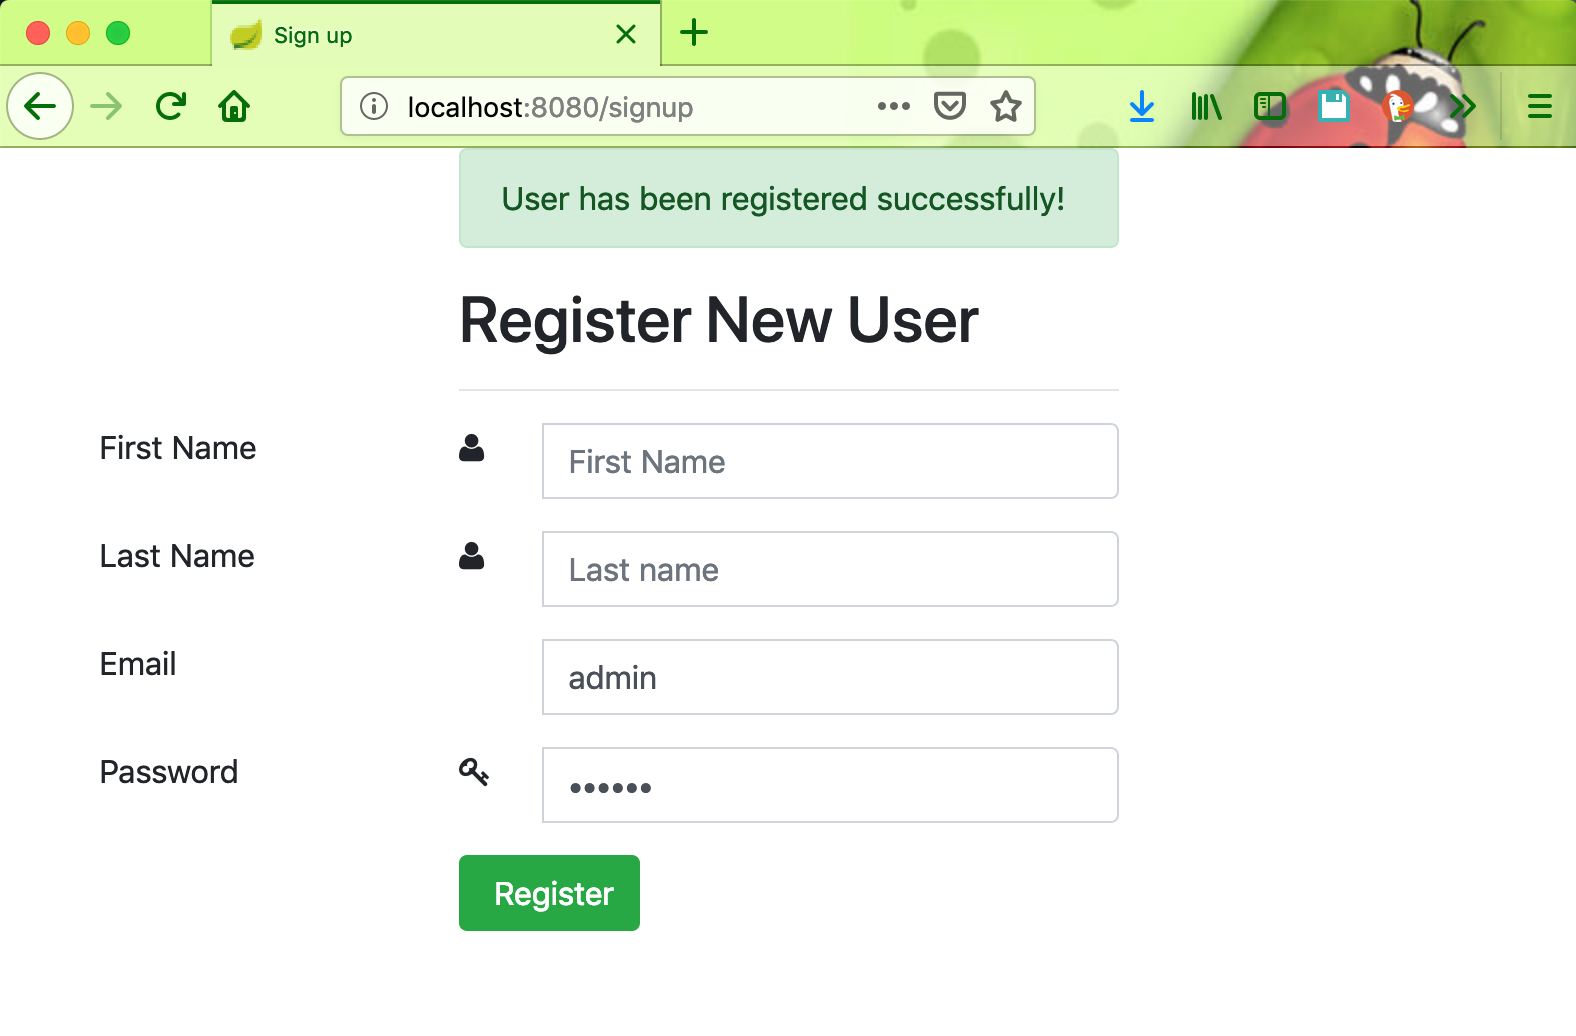 Sign up
localhost:8080/signup
User has been registered successfully!
Register New User
First Name
First Name
Last Name
Last name
Email
admin
Password
••••••
Register